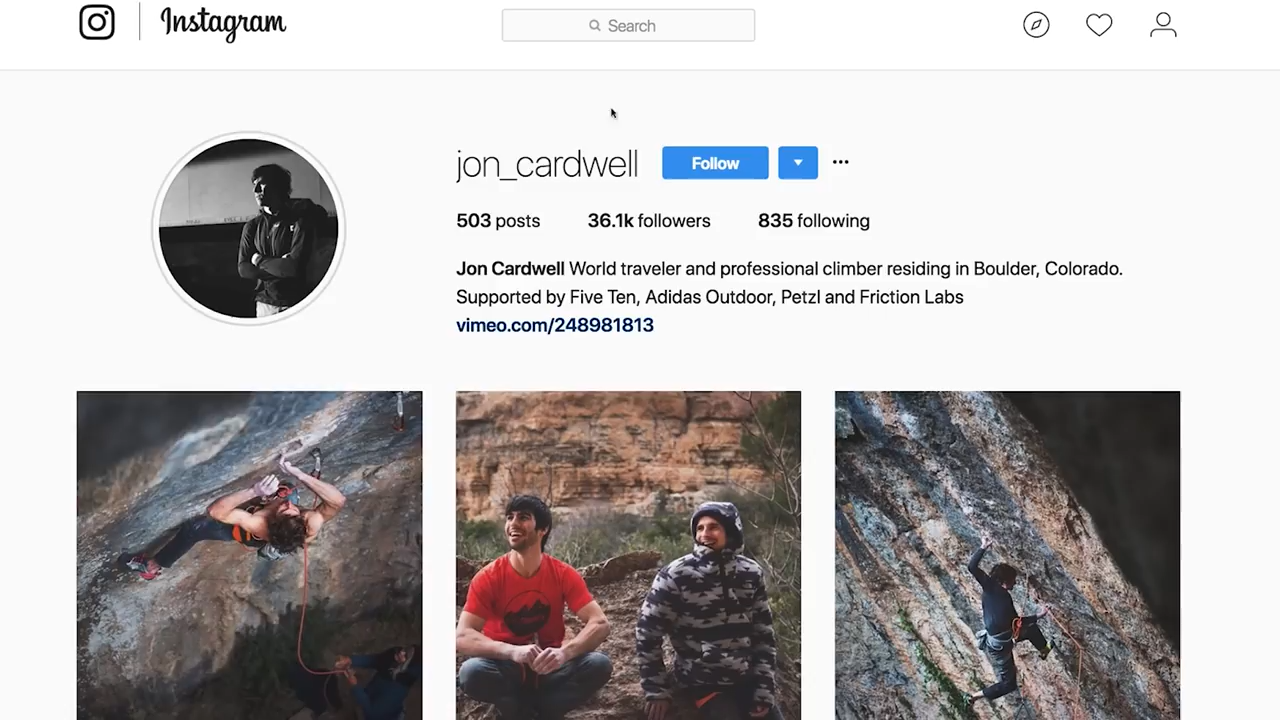 Instagram
Search
jon_cardwell Follow
503 posts 36.1k followers 835 following
Jon Cardwell World traveler and professional climber residing in Boulder, Colorado.
Supported by Five Ten, Adidas Outdoor, Petzl and Friction Labs
vimeo.com/248981813